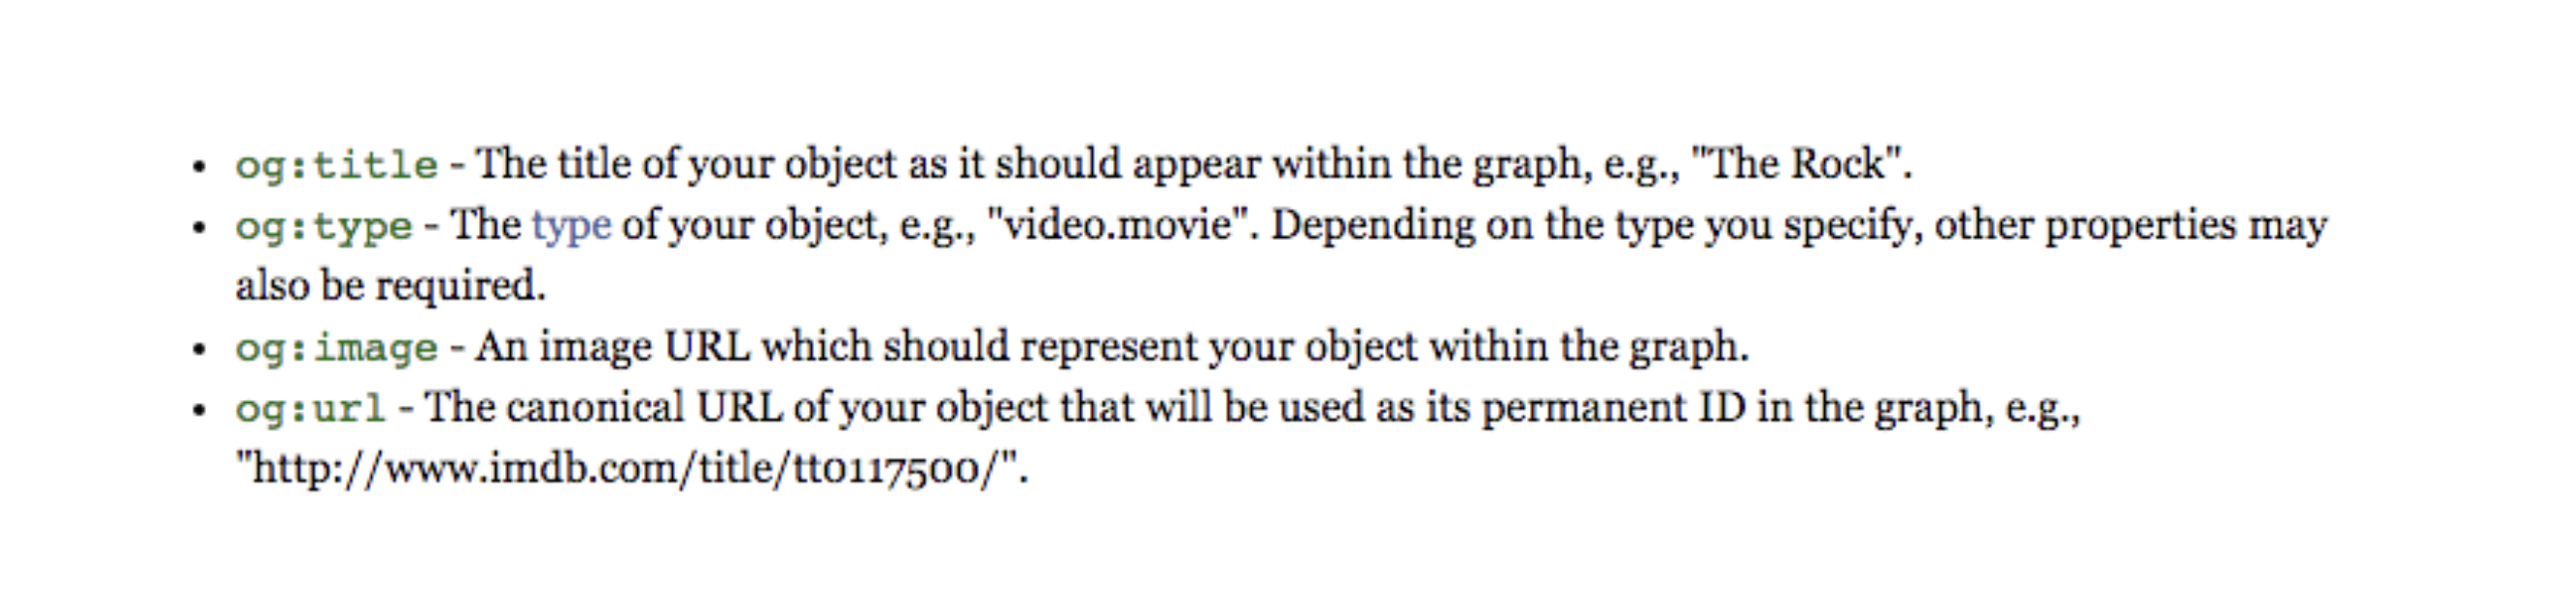 • og:title - The title of your object as it should appear within the graph, e.g., "The Rock".
• og:type - The type of your object, e.g., "video.movie". Depending on the type you specify, other properties may
also be required.
• og:image - An image URL which should represent your object within the graph.
• og:url - The canonical URL of your object that will be used as its permanent ID in the graph, e.g.,
"http://www.imdb.com/title/tt0117500/".